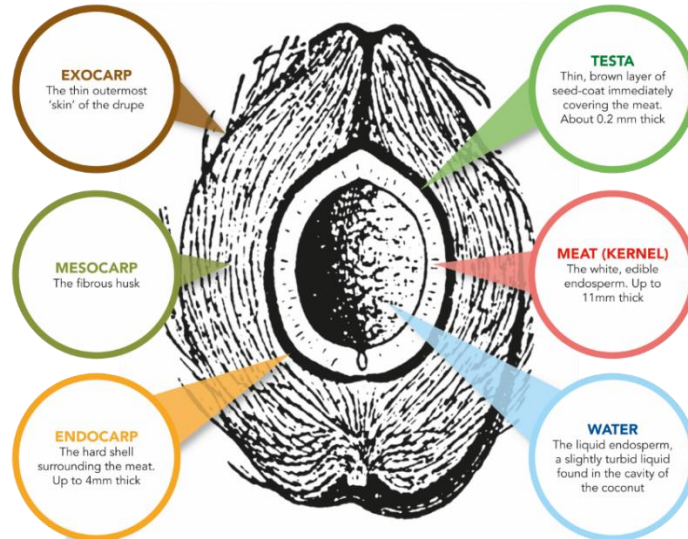 EXOCARP
The thin outermost
'skin' of the drupe
TESTA
Thin, brown layer of
seed-coat immediately
covering the meat.
About 0.2 mm thick
MESOCARP
The fibrous husk
MEAT (KERNEL)
The white, edible
endosperm. Up to
11mm thick
ENDOCARP
The hard shell
surrounding the meat.
Up to 4mm thick
WATER
The liquid endosperm,
a slightly turbid liquid
found in the cavity of
the coconut